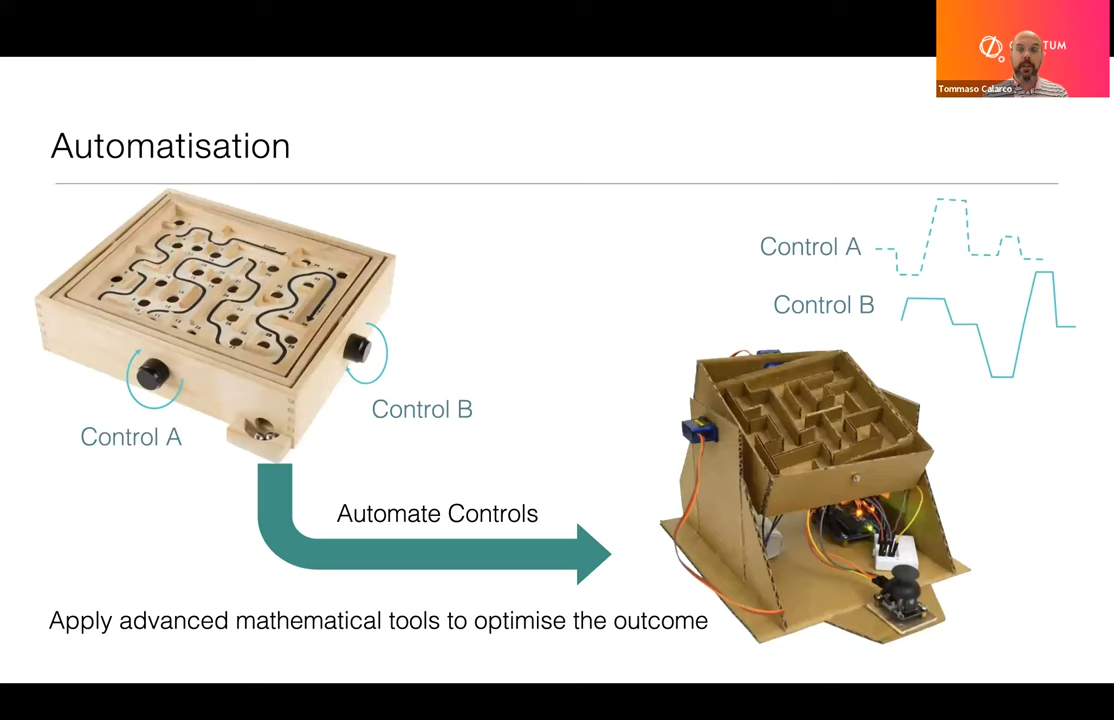 Tommaso Calarco
Automatisation
Control A
Control B
Control A
Control B
Automate Controls
Apply advanced mathematical tools to optimise the outcome